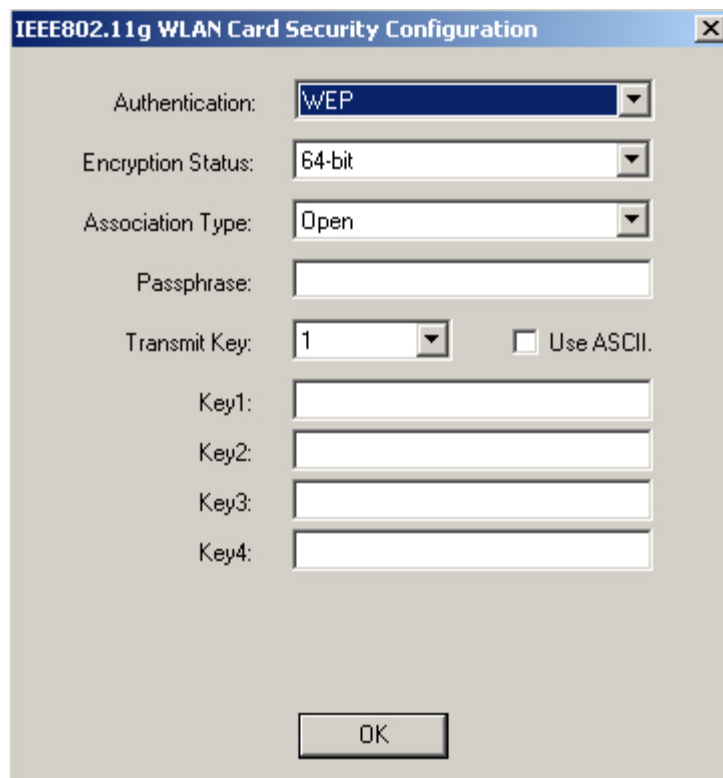 IEEE802.11g WLAN Card Security Configuration
Authentication: WEP
Encryption Status: 64-bit
Association Type: Open
Passphrase:
Transmit Key: 1 Use ASCII.
Key1:
Key2:
Key3:
Key4:
OK